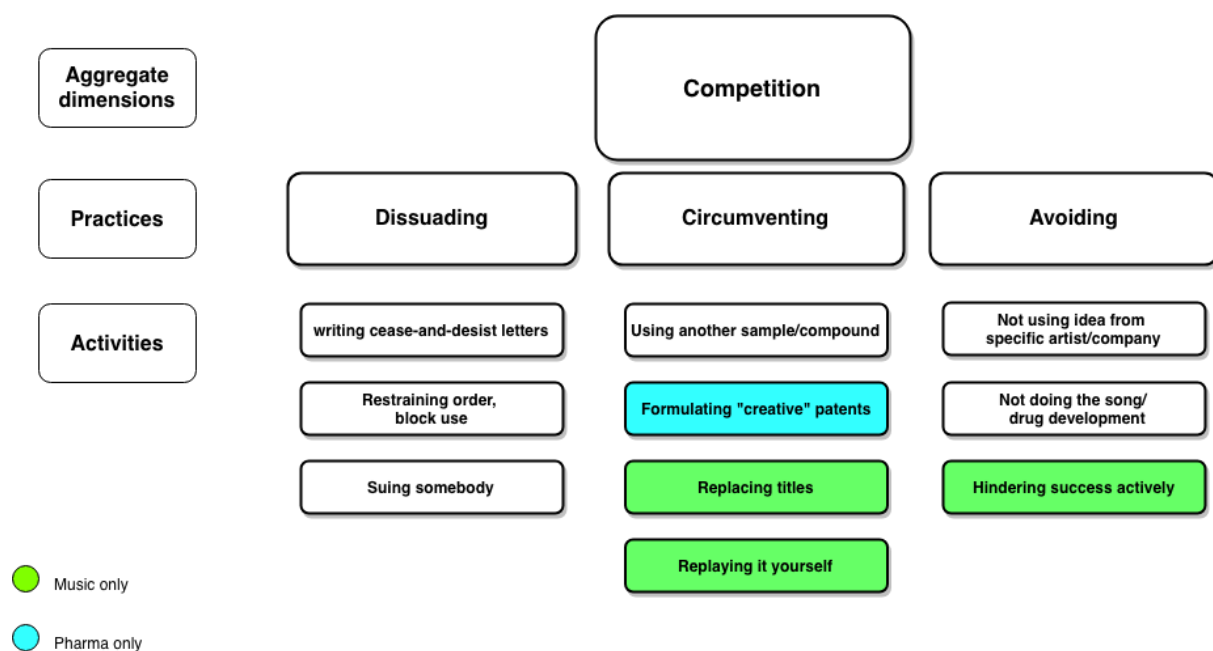 Aggregate
dimensions
Competition
Practices
Dissuading
Circumventing
Avoiding
Activities
writing cease-and-desist letters
Using another sample/compound
Not using idea from
specific artist/company
Restraining order,
block use
Formulating "creative" patents
Not doing the song/
drug development
Suing somebody
Replacing titles
Hindering success actively
Replaying it yourself
Music only
Pharma only